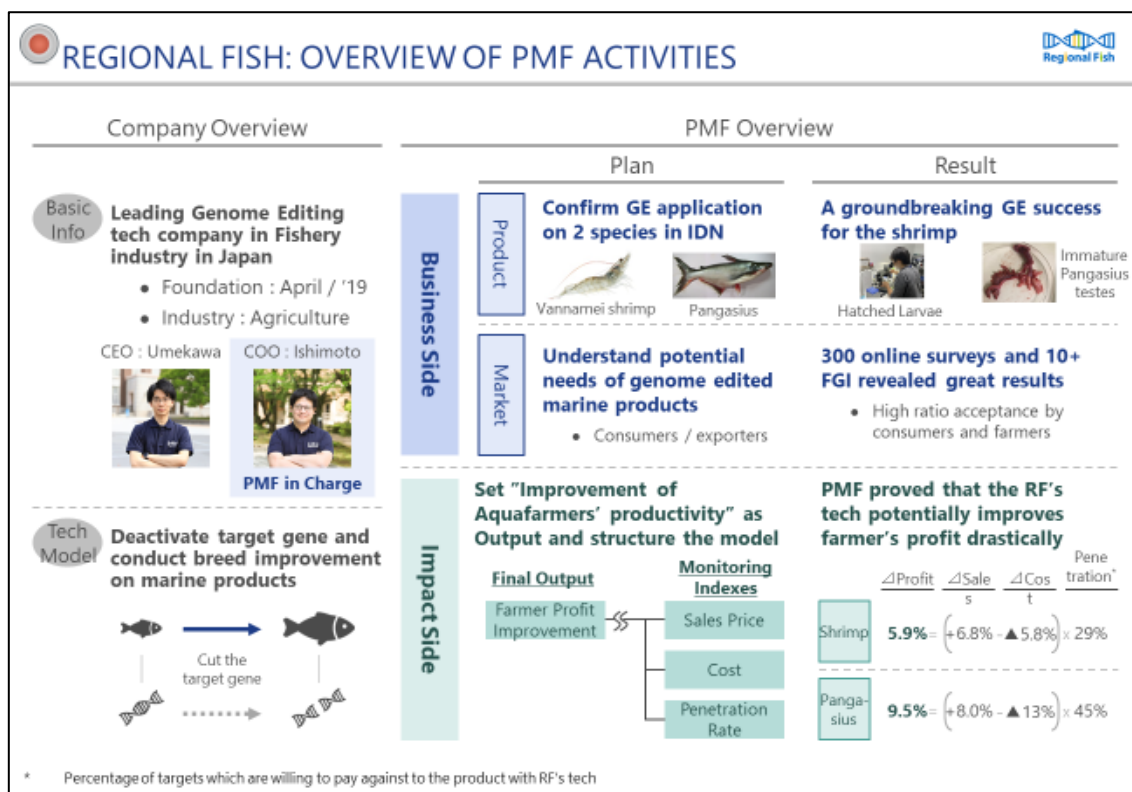 REGIONAL FISH: OVERVIEW OF PMF ACTIVITIES
Regional Fish
Company Overview
Basic
Info
Leading Genome Editing
tech company in Fishery
industry in Japan
• Foundation : April / '19
• Industry : Agriculture
CEO : Umekawa
COO : Ishimoto
PMF in Charge
Tech
Model
Deactivate target gene and
conduct breed improvement
on marine products
Cut the
target gene
PMF Overview
Plan
Result
Business Side
Product
Confirm GE application
on 2 species in IDN
Vannamei shrimp
Pangasius
A groundbreaking GE success
for the shrimp
Hatched Larvae
Immature
Pangasius
testes
Market
Understand potential
needs of genome edited
marine products
• Consumers / exporters
300 online surveys and 10+
FGI revealed great results
• High ratio acceptance by
consumers and farmers
Impact Side
Set "Improvement of
Aquafarmers' productivity" as
Output and structure the model
Final Output
Farmer Profit
Improvement
Monitoring
Indexes
Sales Price
Cost
Penetration
Rate
PMF proved that the RF's
tech potentially improves
farmer's profit drastically
⊿Profit ⊿Sale
s
⊿Cos
t
Pene
tration*
Shrimp
5.9% = (+6.8% - ▲5.8%) x 29%
Panga-
sius
9.5% = (+8.0% - ▲13%) x 45%
* Percentage of targets which are willing to pay against to the product with RF's tech